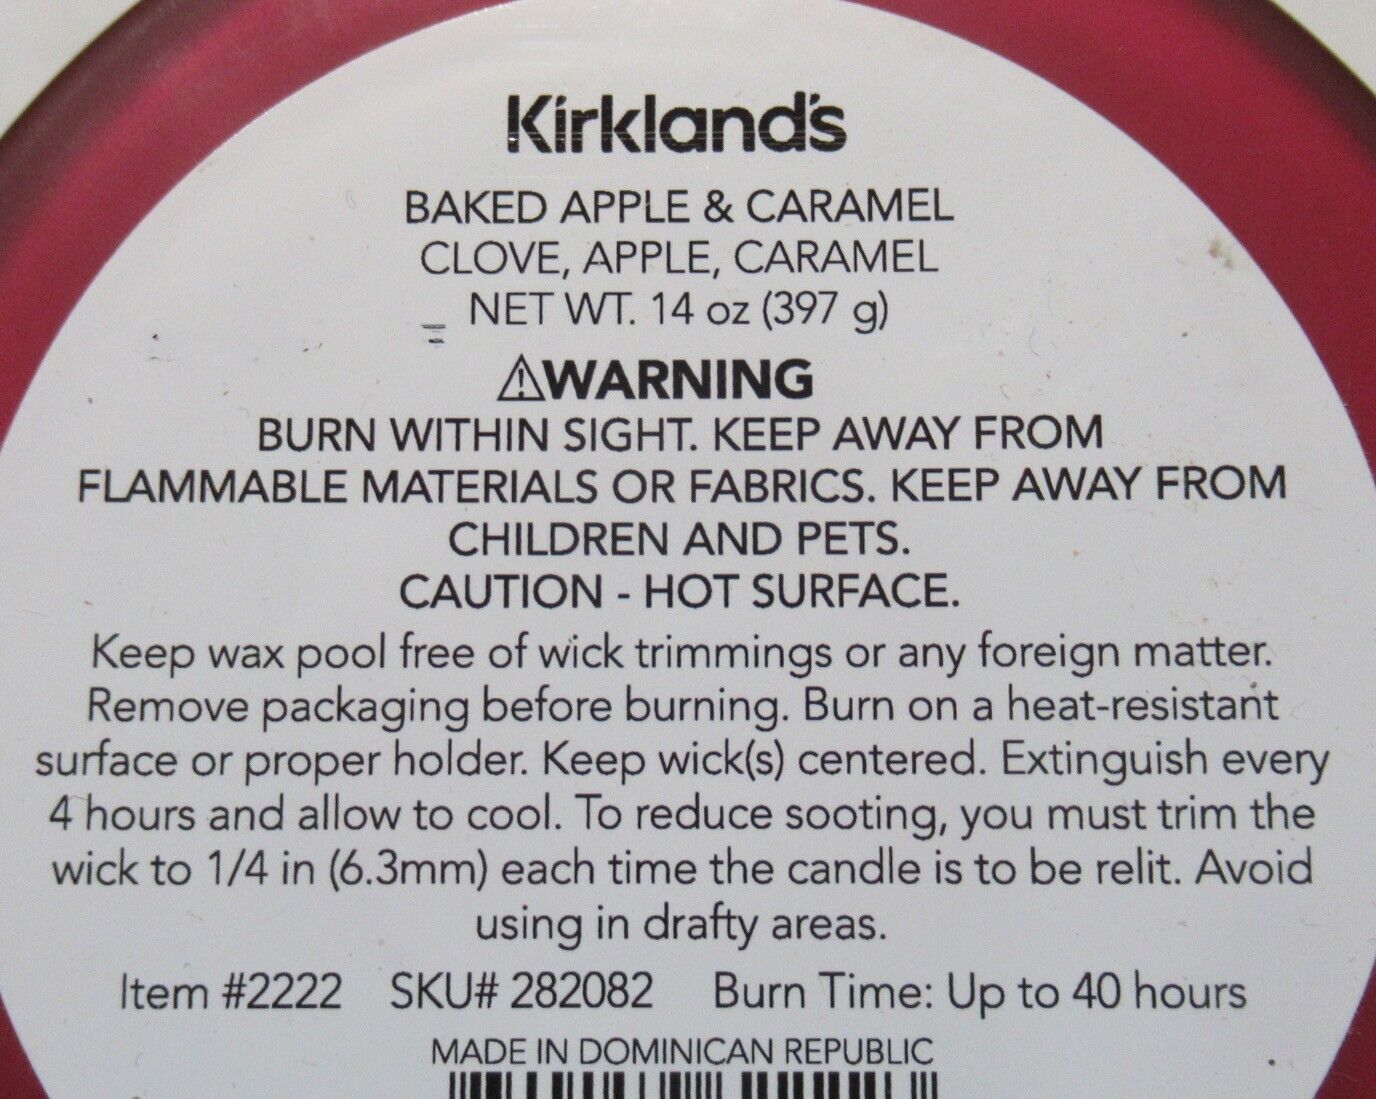 Kirkland's
BAKED APPLE & CARAMEL
CLOVE, APPLE, CARAMEL
NET WT. 14 oz (397 g)
⚠WARNING
BURN WITHIN SIGHT. KEEP AWAY FROM
FLAMMABLE MATERIALS OR FABRICS. KEEP AWAY FROM
CHILDREN AND PETS.
CAUTION - HOT SURFACE.
Keep wax pool free of wick trimmings or any foreign matter.
Remove packaging before burning. Burn on a heat-resistant
surface or proper holder. Keep wick(s) centered. Extinguish every
4 hours and allow to cool. To reduce sooting, you must trim the
wick to 1/4 in (6.3mm) each time the candle is to be relit. Avoid
using in drafty areas.
Item #2222 SKU# 282082 Burn Time: Up to 40 hours
MADE IN DOMINICAN REPUBLIC